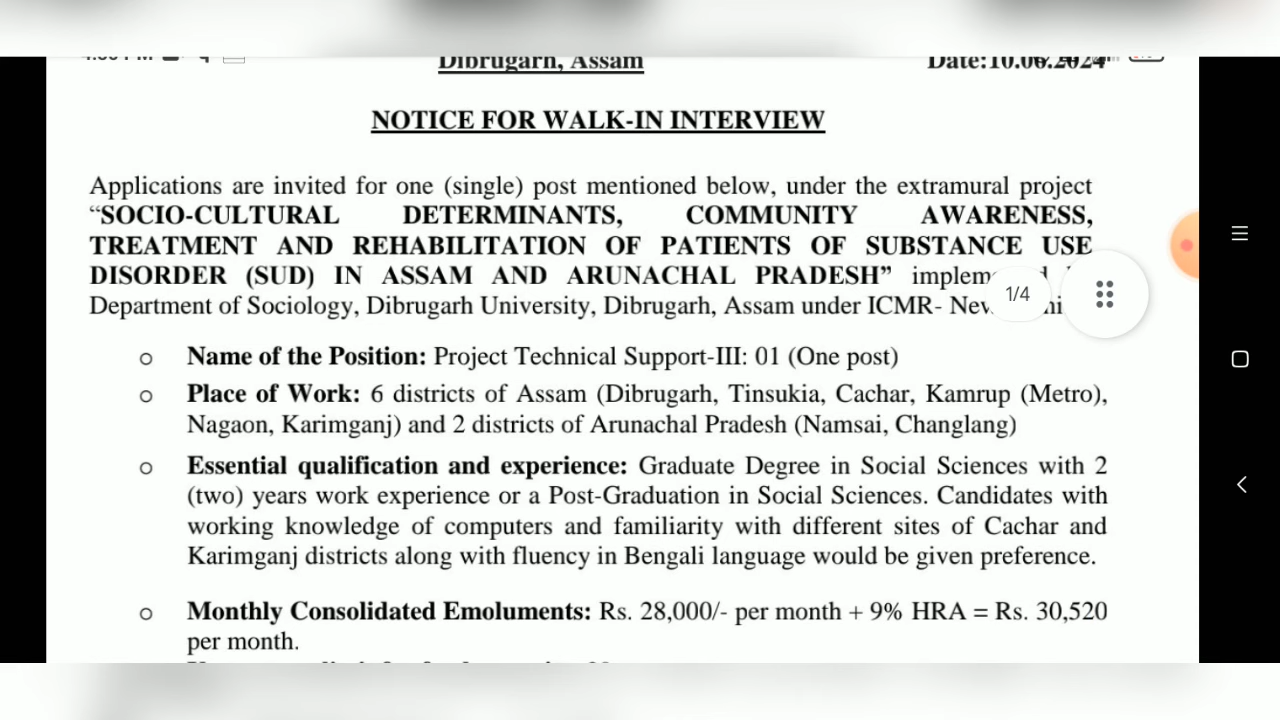 Dibrugarh, Assam Date:10.06.2024
NOTICE FOR WALK-IN INTERVIEW
Applications are invited for one (single) post mentioned below, under the extramural project
“SOCIO-CULTURAL DETERMINANTS, COMMUNITY AWARENESS,
TREATMENT AND REHABILITATION OF PATIENTS OF SUBSTANCE USE
DISORDER (SUD) IN ASSAM AND ARUNACHAL PRADESH”
1/4
Department of Sociology, Dibrugarh University, Dibrugarh, Assam under ICMR-
o Name of the Position: Project Technical Support-III: 01 (One post)
o Place of Work: 6 districts of Assam (Dibrugarh, Tinsukia, Cachar, Kamrup (Metro),
Nagaon, Karimganj) and 2 districts of Arunachal Pradesh (Namsai, Changlang)
o Essential qualification and experience: Graduate Degree in Social Sciences with 2
(two) years work experience or a Post-Graduation in Social Sciences. Candidates with
working knowledge of computers and familiarity with different sites of Cachar and
Karimganj districts along with fluency in Bengali language would be given preference.
o Monthly Consolidated Emoluments: Rs. 28,000/- per month + 9% HRA = Rs. 30,520
per month.